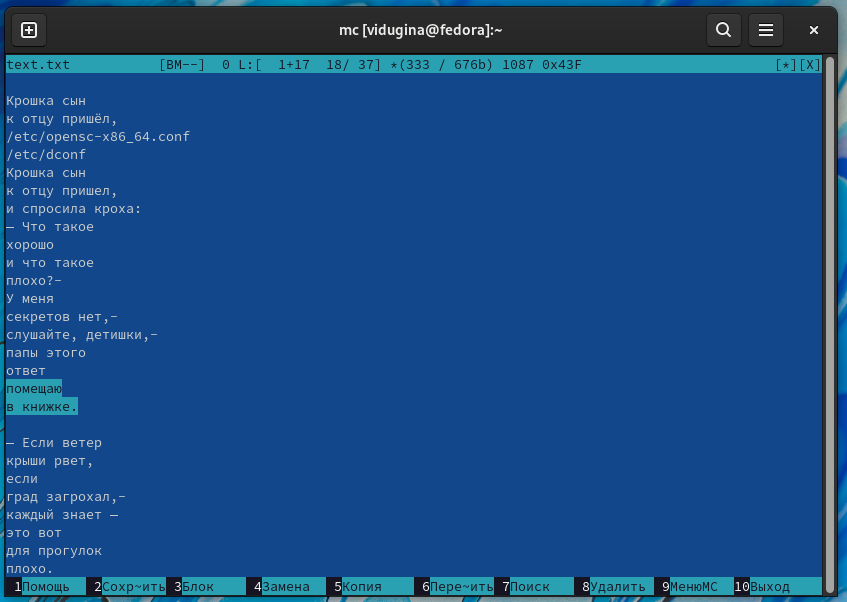 mc [vidugina@fedora]:~
text.txt [BM--] 0 L:[ 1+17 18/ 37] *(333 / 676b) 1087 0x43F [*][X]
Крошка сын
к отцу пришёл,
/etc/opensc-x86_64.conf
/etc/dconf
Крошка сын
к отцу пришел,
и спросила кроха:
— Что такое
хорошо
и что такое
плохо?-
У меня
секретов нет,-
слушайте, детишки,-
папы этого
ответ
помещаю
в книжке.
— Если ветер
крыши рвет,
если
град загрохал,-
каждый знает —
это вот
для прогулок
плохо.
1Помощь 2Сохр~ить 3Блок 4Замена 5Копия 6Пере~ить 7Поиск 8Удалить 9МенюМС 10Выход